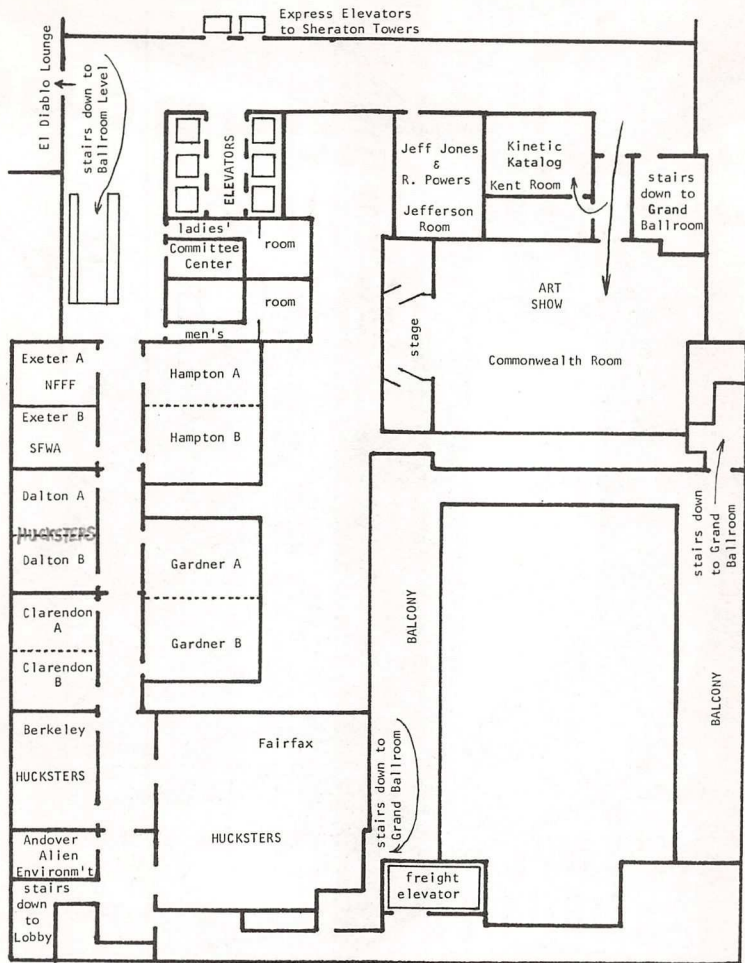 Express Elevators
to Sheraton Towers
El Diablo Lounge
stairs down to
Ballroom Level
ELEVATORS
Jeff Jones
&
R. Powers
Jefferson
Room
Kinetic
Katalog
Kent Room
stairs
down to
Grand
Ballroom
ladies'
room
Committee
Center
room
men's
stage
ART
SHOW
Commonwealth Room
Exeter A
NFFF
Exeter B
SFWA
Hampton A
Hampton B
Dalton A
HUCKSTERS
Dalton B
Gardner A
Gardner B
Clarendon
A
Clarendon
B
BALCONY
stairs down
to Grand
Ballroom
BALCONY
Berkeley
HUCKSTERS
Fairfax
HUCKSTERS
stairs down to
Grand Ballroom
Andover
Alien
Environm't
stairs
down
to
Lobby
freight
elevator